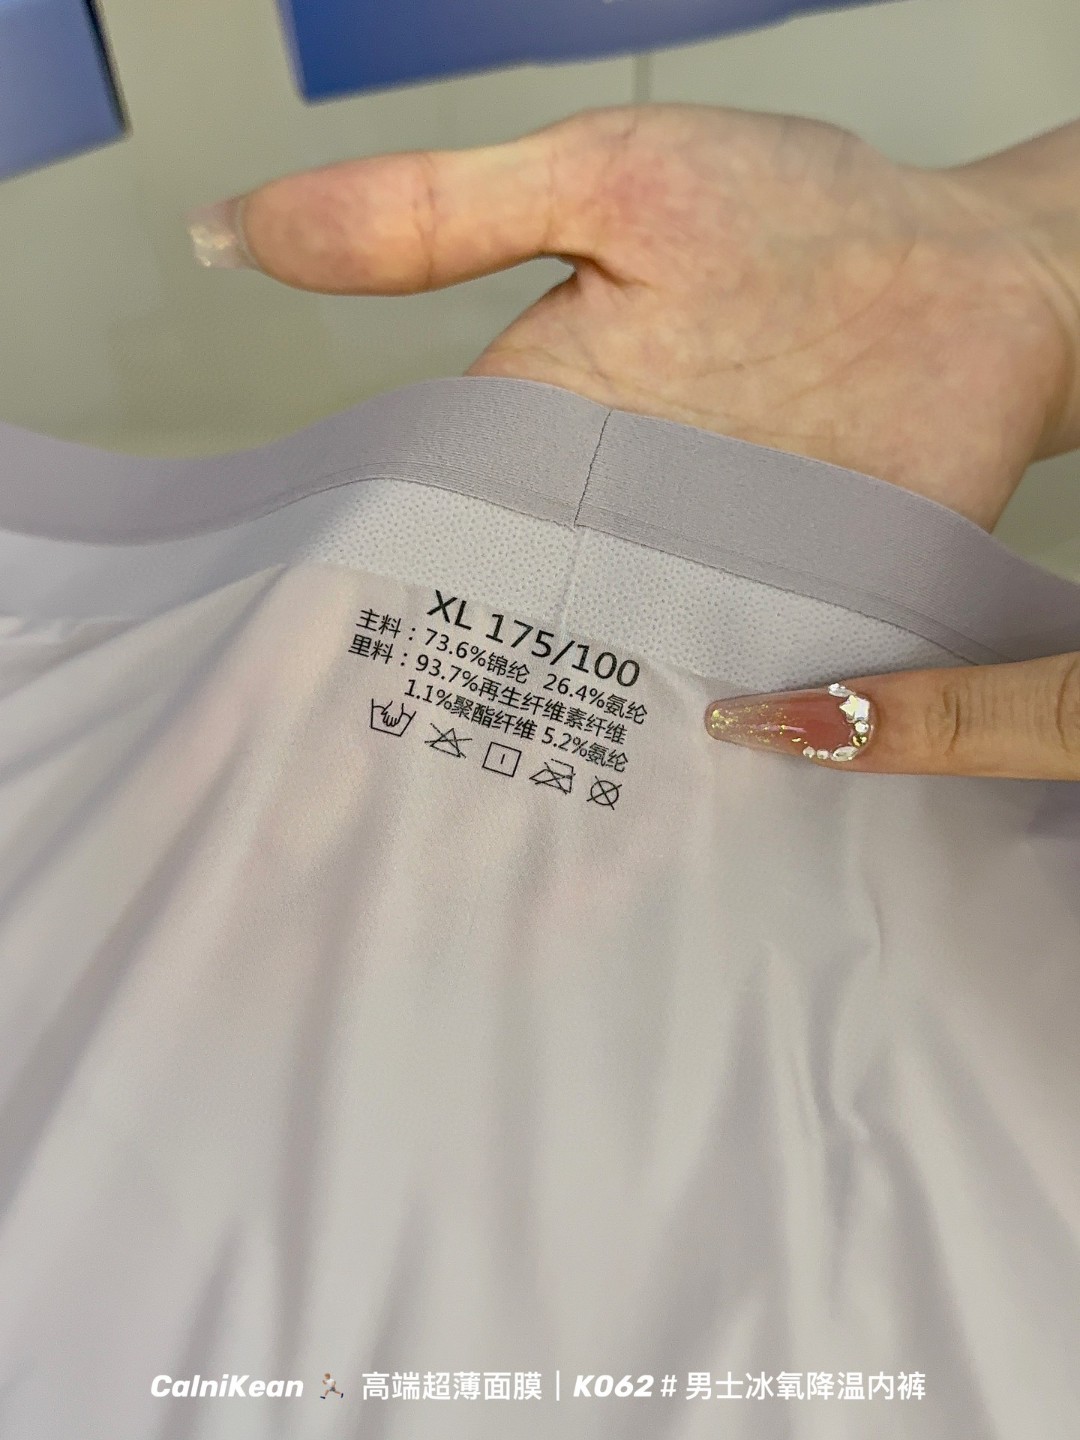 XL 175/100
主料：73.6%锦纶 26.4%氨纶
里料：93.7%再生纤维素纤维
1.1%聚酯纤维 5.2%氨纶
CalniKean 高端超薄面膜｜K062 # 男士冰氧降温内裤